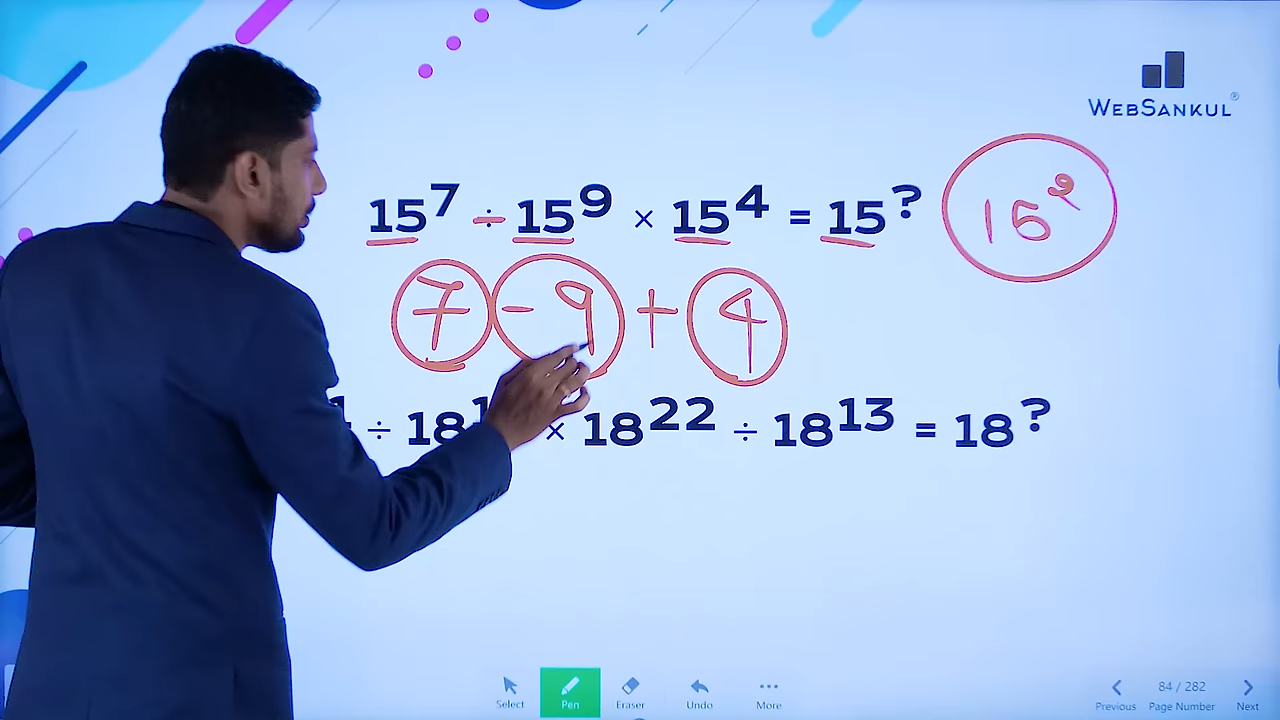 WEBSANKUL®
15⁷ ÷ 15⁹ × 15⁴ = 15^?
15²
7 - 9 + 4
÷ 18 × 18²² ÷ 18¹³ = 18^?
Select Pen Eraser Undo More
Previous 84 / 282 Page Number Next